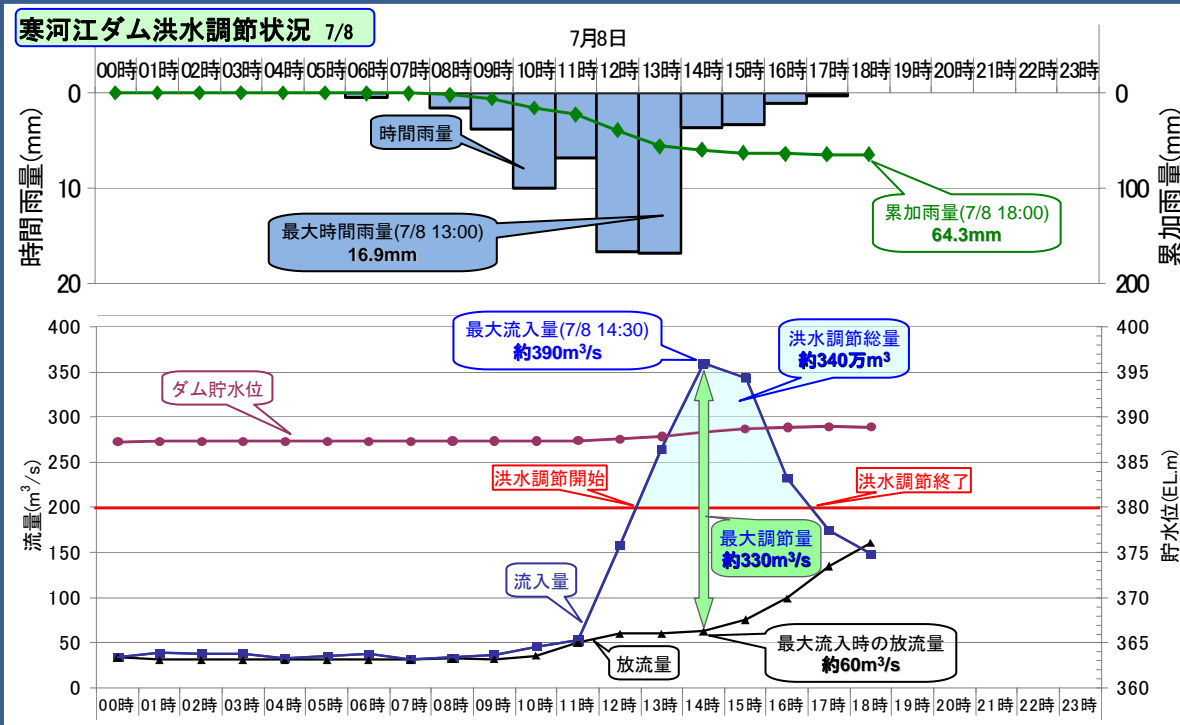 寒河江ダム洪水調節状況 7/8
7月8日
00時 01時 02時 03時 04時 05時 06時 07時 08時 09時 10時 11時 12時 13時 14時 15時 16時 17時 18時 19時 20時 21時 22時 23時
0
10
20
時間雨量(mm)
0
100
200
累加雨量(mm)
時間雨量
最大時間雨量(7/8 13:00)
16.9mm
累加雨量(7/8 18:00)
64.3mm
400
350
300
250
200
150
100
50
0
流量(m³/s)
400
395
390
385
380
375
370
365
360
貯水位(EL.m)
最大流入量(7/8 14:30)
約390m³/s
洪水調節総量
約340万m³
ダム貯水位
洪水調節開始
洪水調節終了
最大調節量
約330m³/s
流入量
放流量
最大流入時の放流量
約60m³/s
00時 01時 02時 03時 04時 05時 06時 07時 08時 09時 10時 11時 12時 13時 14時 15時 16時 17時 18時 19時 20時 21時 22時 23時